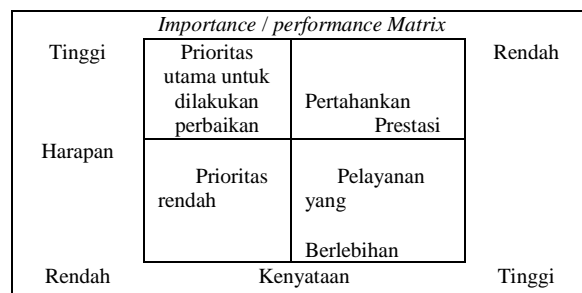 Importance / performance Matrix
Tinggi
Prioritas
utama untuk
dilakukan
perbaikan
Pertahankan
Prestasi
Rendah
Harapan
Prioritas
rendah
Pelayanan
yang
Berlebihan
Rendah
Kenyataan
Tinggi